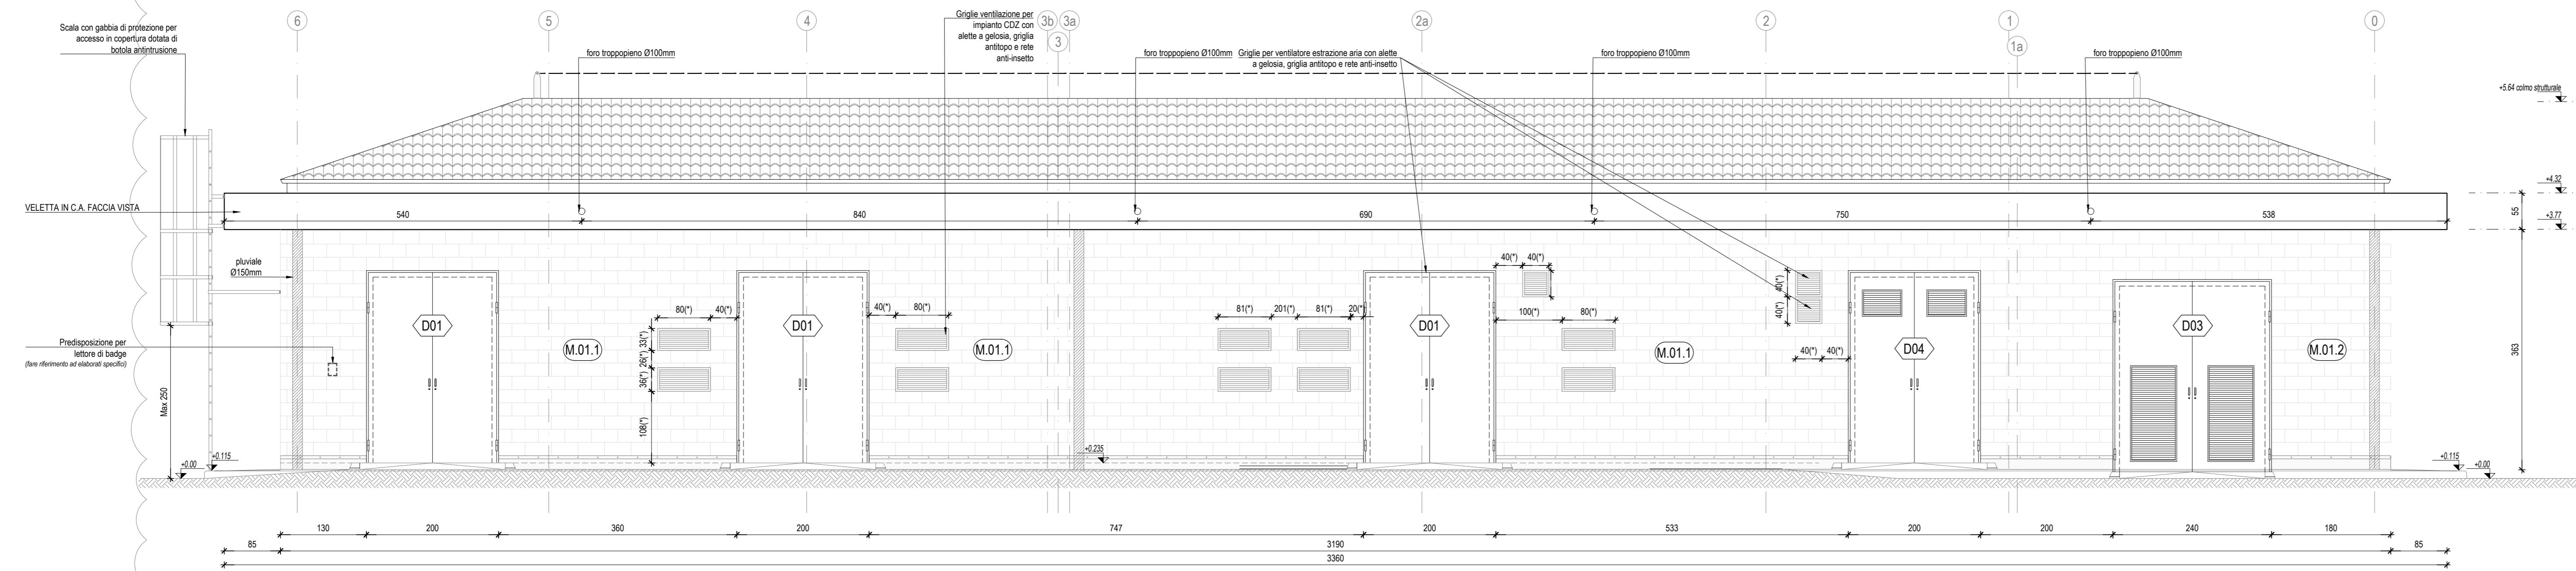 6
5
4
3b
3a
3
2a
2
1
1a
0
Scala con gabbia di protezione per
accesso in copertura dotata di
botola antintrusione
foro troppopieno Ø100mm
Griglie ventilazione per
impianto CDZ con
alette a gelosia, griglia
antitopo e rete
anti-insetto
foro troppopieno Ø100mm
Griglie per ventilatore estrazione aria con alette
a gelosia, griglia antitopo e rete anti-insetto
foro troppopieno Ø100mm
foro troppopieno Ø100mm
+5.64 colmo strutturale
+4.32
+3.77
55
363
VELETTA IN C.A. FACCIA VISTA
540
840
690
750
538
pluviale
Ø150mm
Predisposizione per
lettore di badge
(fare riferimento ad elaborati specifici)
Max 250
+0.00
+0.115
D01
M.01.1
80(*)
40(*)
33(*)
26(*)
36(*)
108(*)
D01
40(*)
80(*)
M.01.1
+0.235
81(*)
201(*)
81(*)
20(*)
D01
40(*)
40(*)
100(*)
80(*)
M.01.1
40(*)
40(*)
40(*)
40(*)
D04
D03
M.01.2
+0.115
+0.00
130
200
360
200
747
200
533
200
200
240
180
85
3190
85
3360